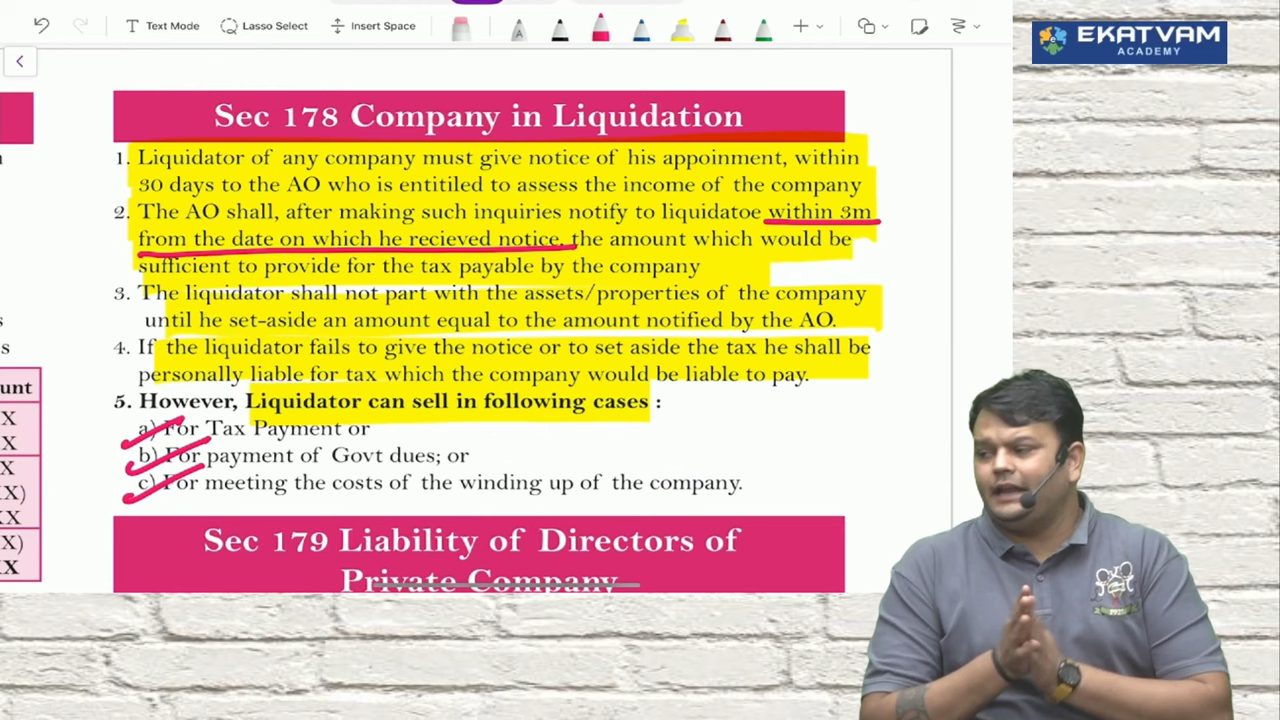 Text Mode
Lasso Select
Insert Space
EKATVAM
ACADEMY
Sec 178 Company in Liquidation
1. Liquidator of any company must give notice of his appoinment, within
30 days to the AO who is entitiled to assess the income of the company
2. The AO shall, after making such inquiries notify to liquidatoe within 3m
from the date on which he recieved notice, the amount which would be
sufficient to provide for the tax payable by the company
3. The liquidator shall not part with the assets/properties of the company
until he set-aside an amount equal to the amount notified by the AO.
4. If the liquidator fails to give the notice or to set aside the tax he shall be
personally liable for tax which the company would be liable to pay.
5. However, Liquidator can sell in following cases :
a) For Tax Payment or
b) For payment of Govt dues; or
c) For meeting the costs of the winding up of the company.
Sec 179 Liability of Directors of
Private Company